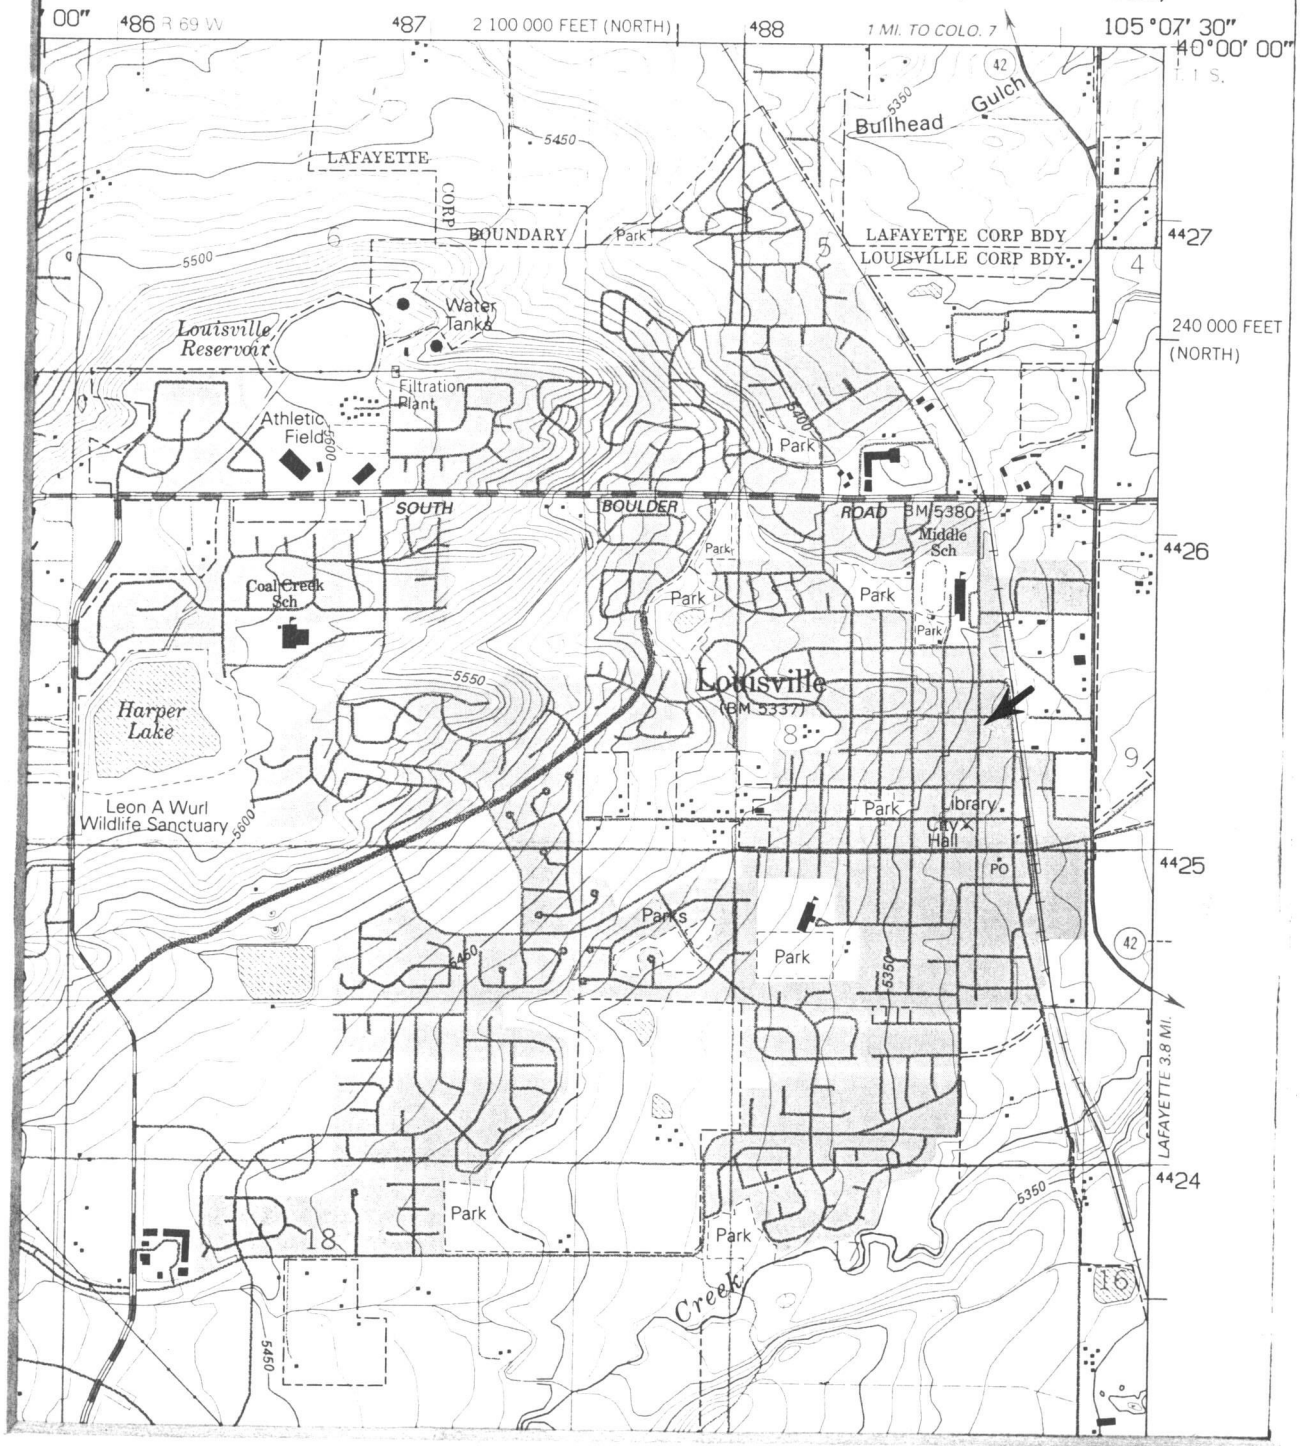 ' 00"
⁴86
R 69 W
487
2 100 000 FEET (NORTH)
488
1 MI. TO COLO. 7
105°07' 30"
40°00' 00"
T. 1 S.
42
Gulch
Bullhead
5350
5450
LAFAYETTE
CORP
BOUNDARY
Park
LAFAYETTE CORP BDY
LOUISVILLE CORP BDY
⁴⁴27
6
5
4
5500
Water
Tanks
Louisville
Reservoir
240 000 FEET
(NORTH)
Filtration
Plant
Athletic
Field
5600
5400
Park
SOUTH
BOULDER
ROAD
BM 5380
Middle
Sch
⁴⁴26
Park
Coal Creek
Sch
Park
Park
Park
5550
Louisville
(BM 5337)
8
Harper
Lake
9
Leon A Wurl
Wildlife Sanctuary
5600
Park
Library
City
Hall
PO
⁴⁴25
Parks
Park
42
5450
5350
LAFAYETTE 3.8 MI.
⁴⁴24
5350
Park
Park
18
Creek
16
5450